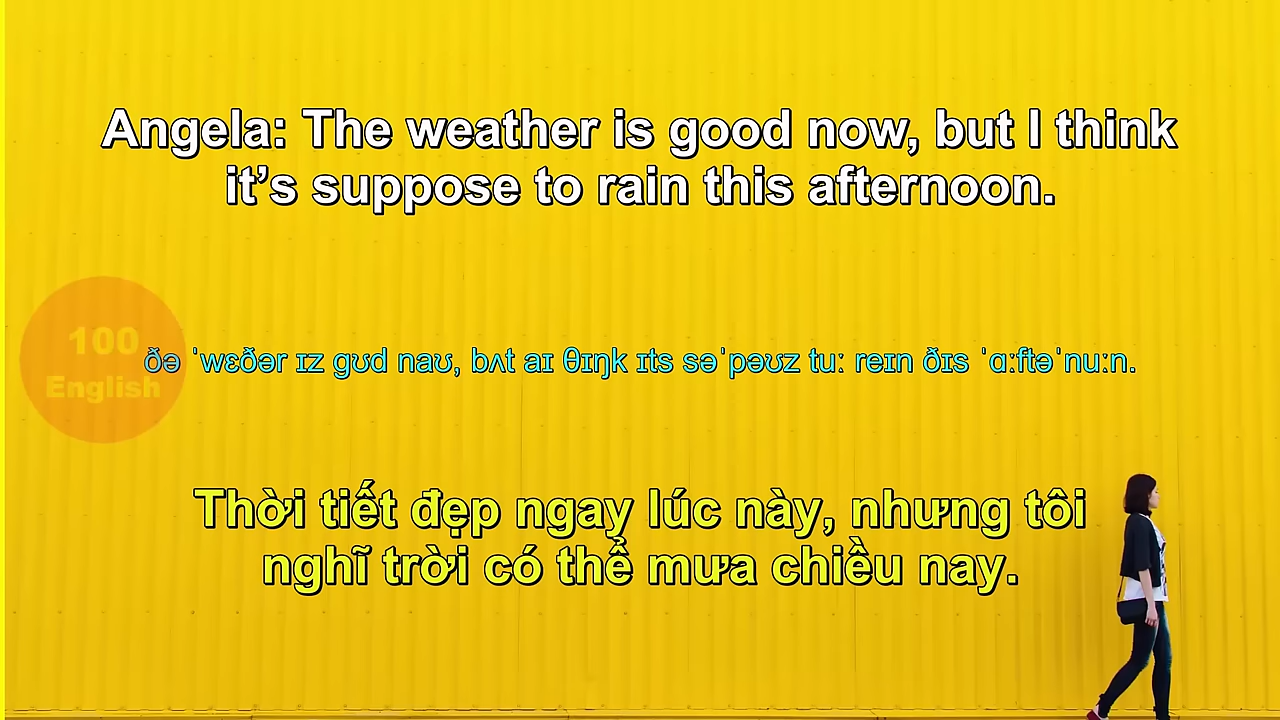 Angela: The weather is good now, but I think
it’s suppose to rain this afternoon.
100
English
ðə ˈwɛðər ɪz gʊd naʊ, bʌt aɪ θɪŋk ɪts səˈpəʊz tuː reɪn ðɪs ˈɑːftəˈnuːn.
Thời tiết đẹp ngay lúc này, nhưng tôi
nghĩ trời có thể mưa chiều nay.